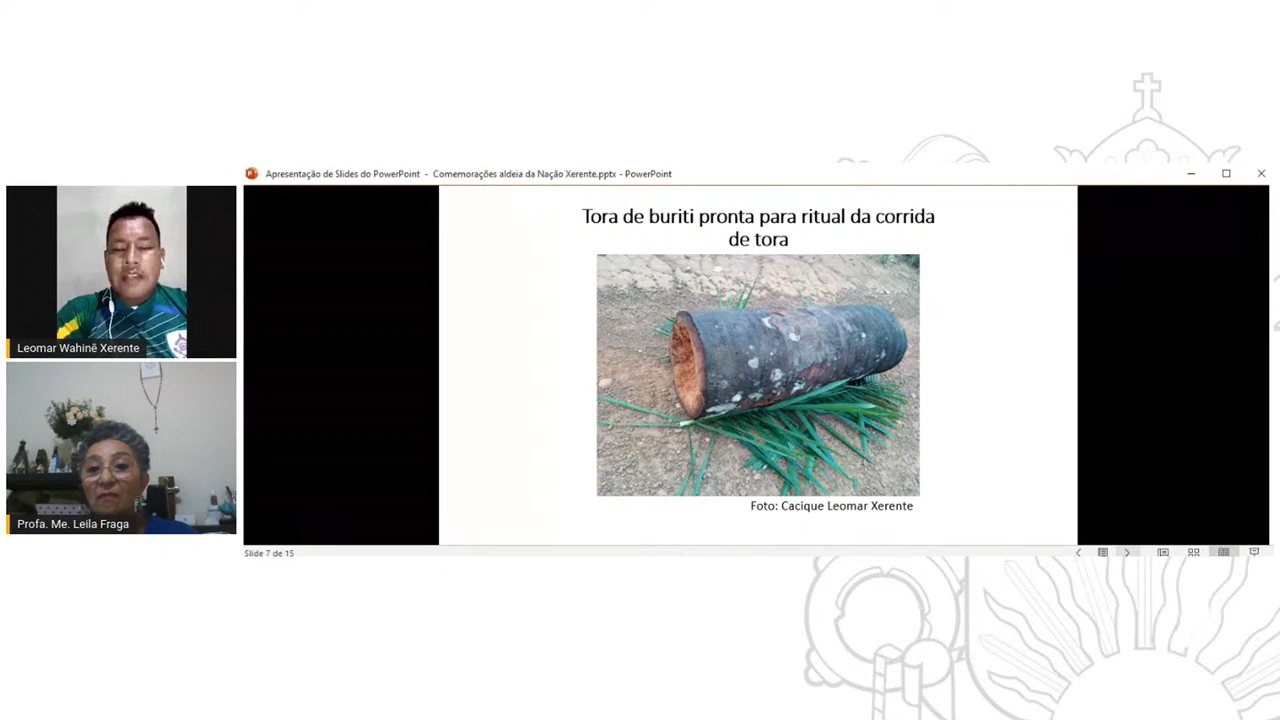 Apresentação de Slides do PowerPoint - Comemorações aldeia da Nação Xerente.pptx - PowerPoint
Tora de buriti pronta para ritual da corrida
de tora
Foto: Cacique Leomar Xerente
Leomar Wahinẽ Xerente
Profa. Me. Leila Fraga
Slide 7 de 15